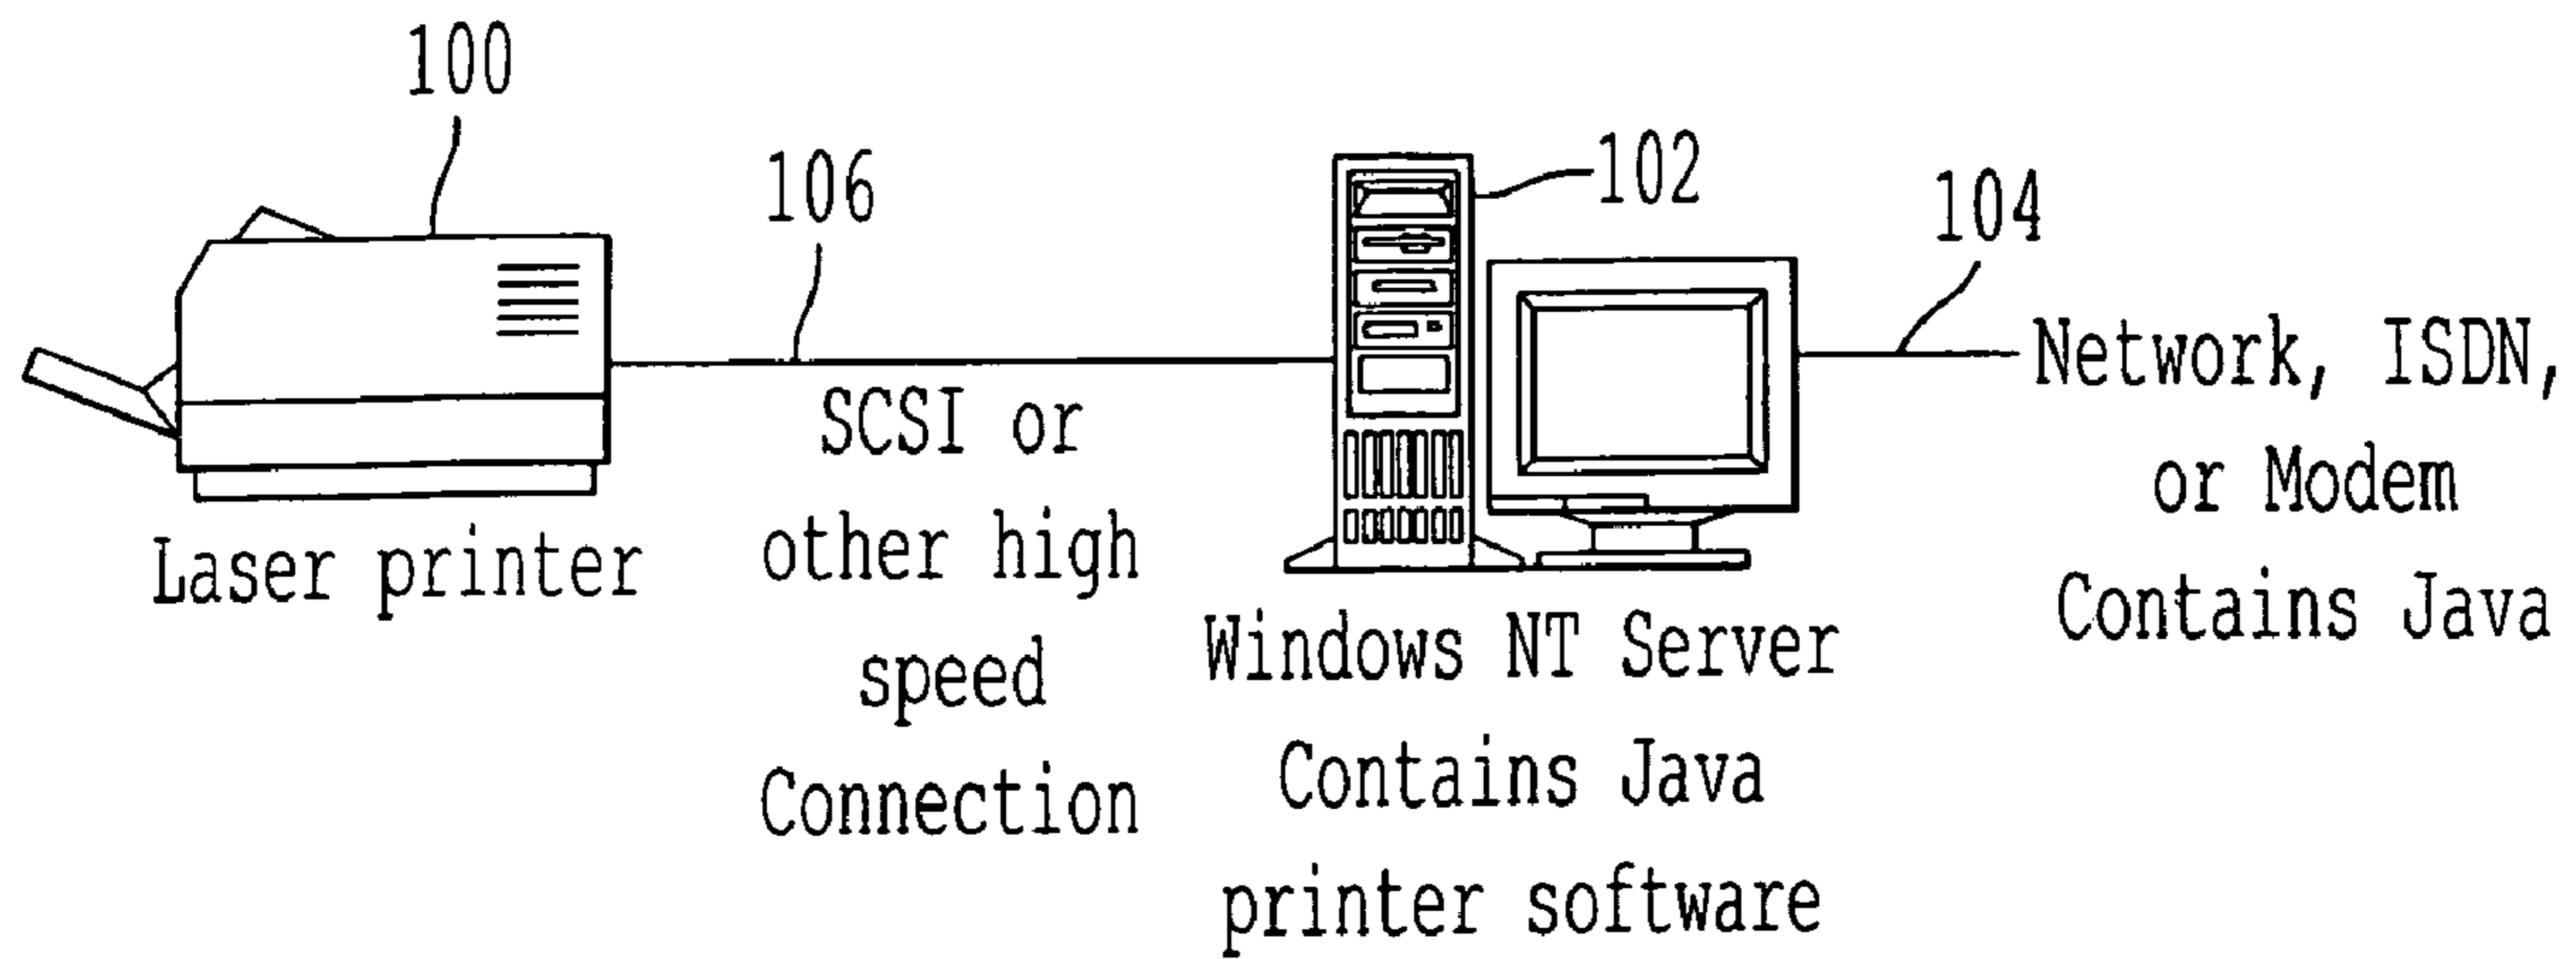 100
106
102
104
Laser printer
SCSI or
other high
speed
Connection
Windows NT Server
Contains Java
printer software
Network, ISDN,
or Modem
Contains Java